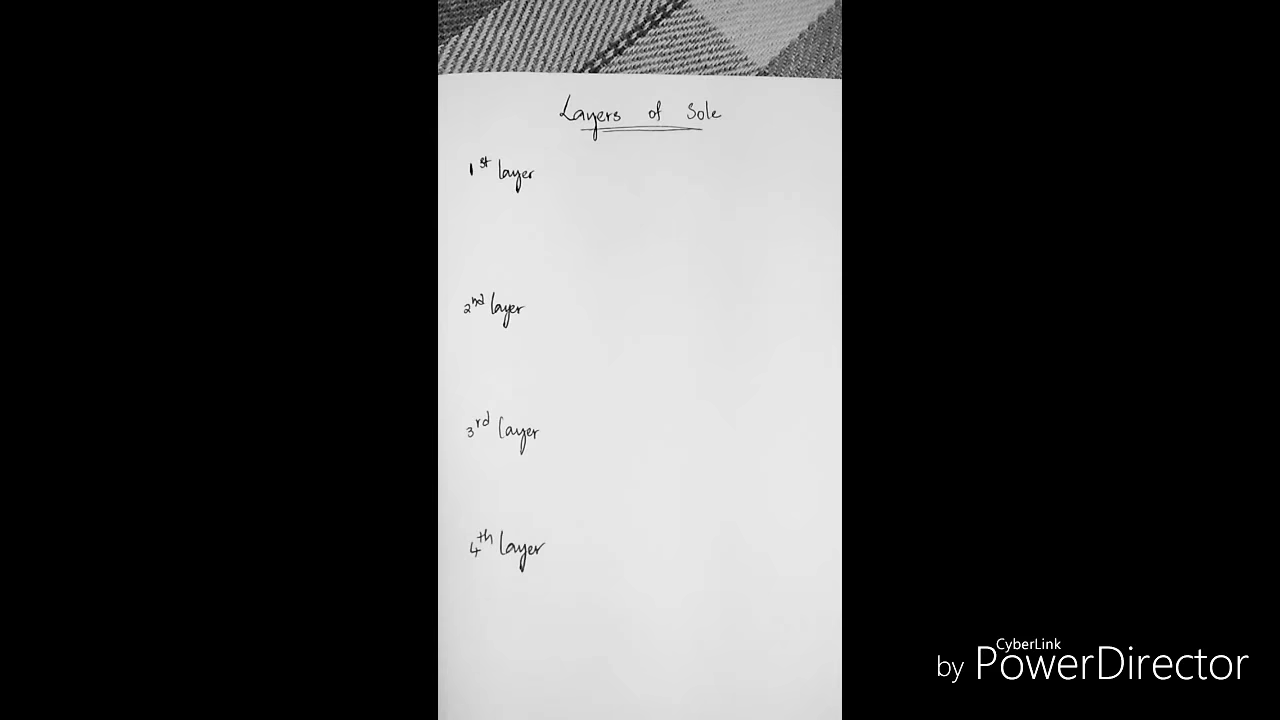 Layers of Sole
1st layer
2nd layer
3rd layer
4th layer
CyberLink
by PowerDirector